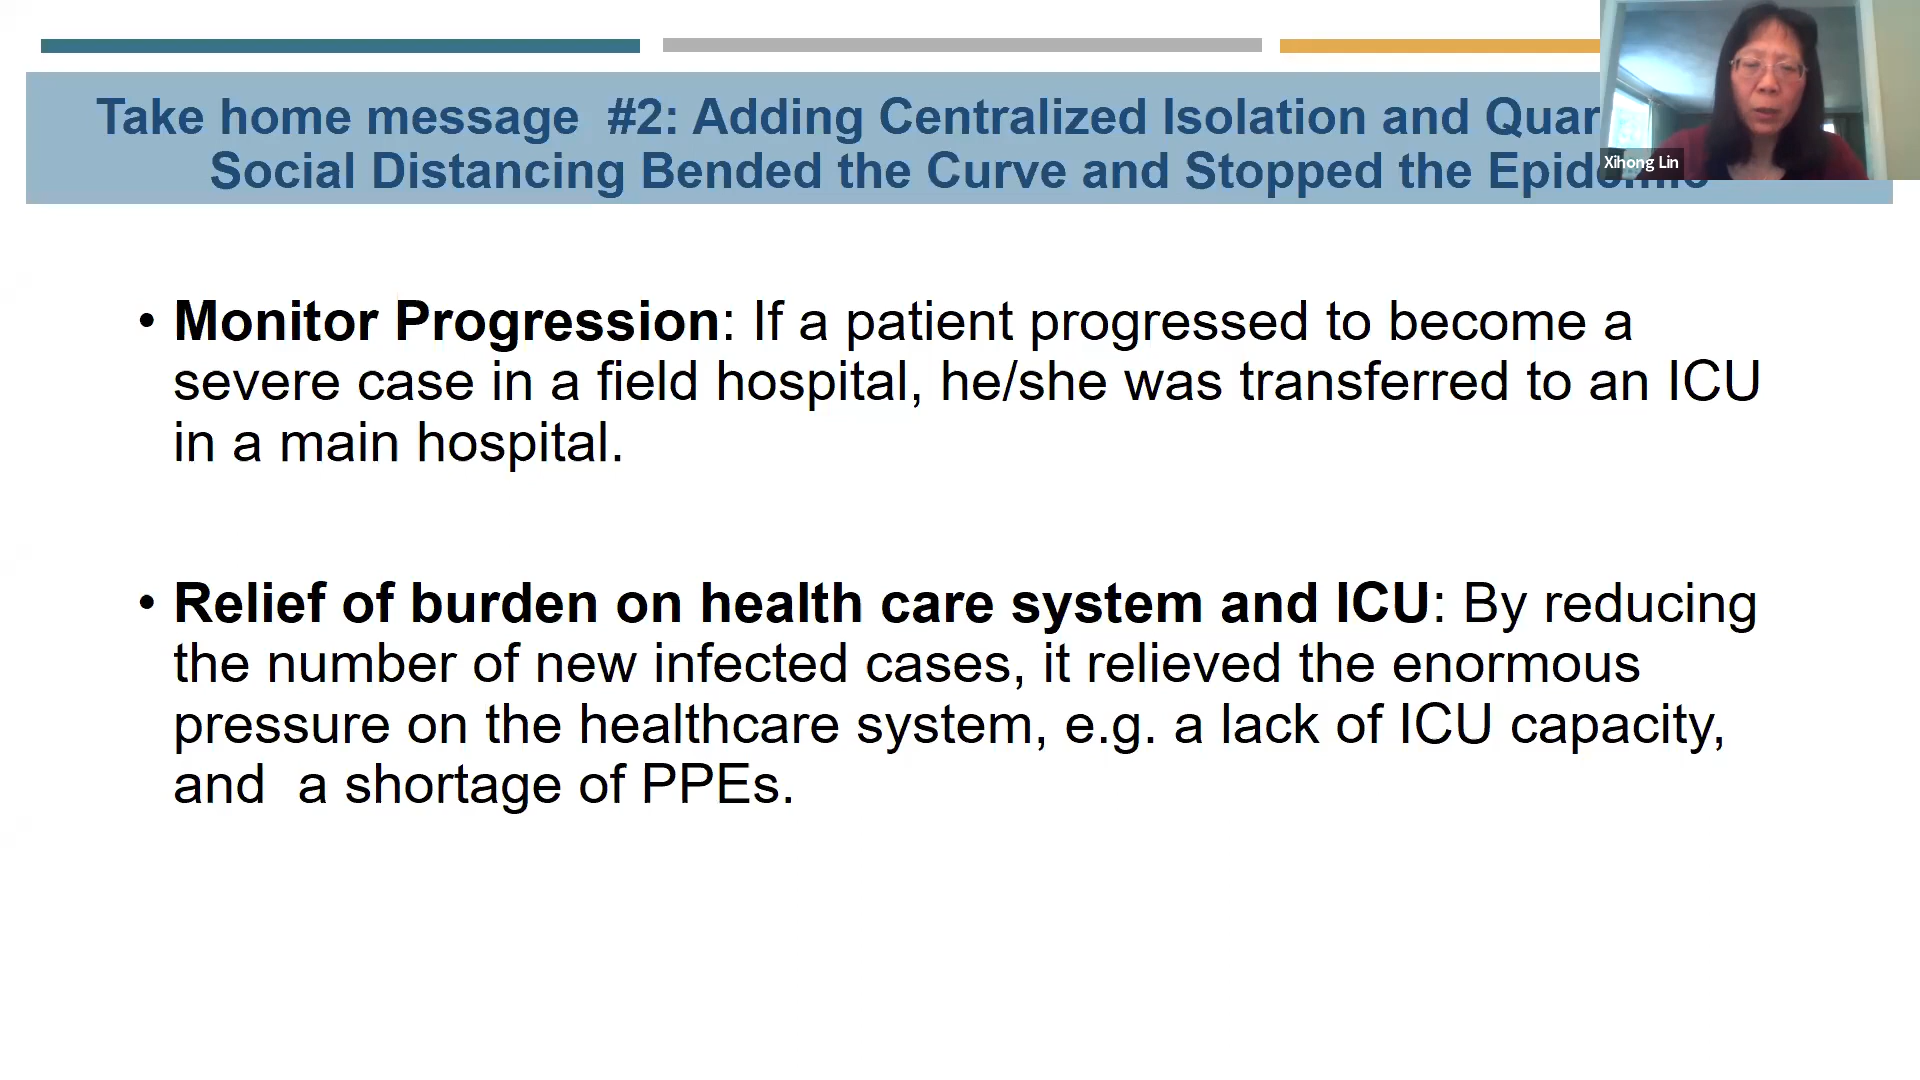 Take home message #2: Adding Centralized Isolation and
Social Distancing Bended the Curve and Stopped the
Xihong Lin
• Monitor Progression: If a patient progressed to become a
severe case in a field hospital, he/she was transferred to an ICU
in a main hospital.
• Relief of burden on health care system and ICU: By reducing
the number of new infected cases, it relieved the enormous
pressure on the healthcare system, e.g. a lack of ICU capacity,
and a shortage of PPEs.